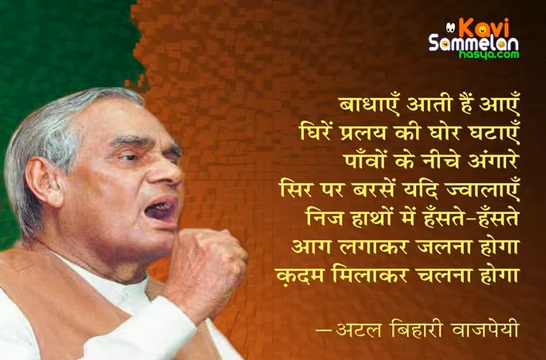 Kavi
Sammelan
hasya.com
बाधाएँ आती हैं आएँ
घिरें प्रलय की घोर घटाएँ
पाँवों के नीचे अंगारे
सिर पर बरसें यदि ज्वालाएँ
निज हाथों में हँसते-हँसते
आग लगाकर जलना होगा
क़दम मिलाकर चलना होगा
–अटल बिहारी वाजपेयी